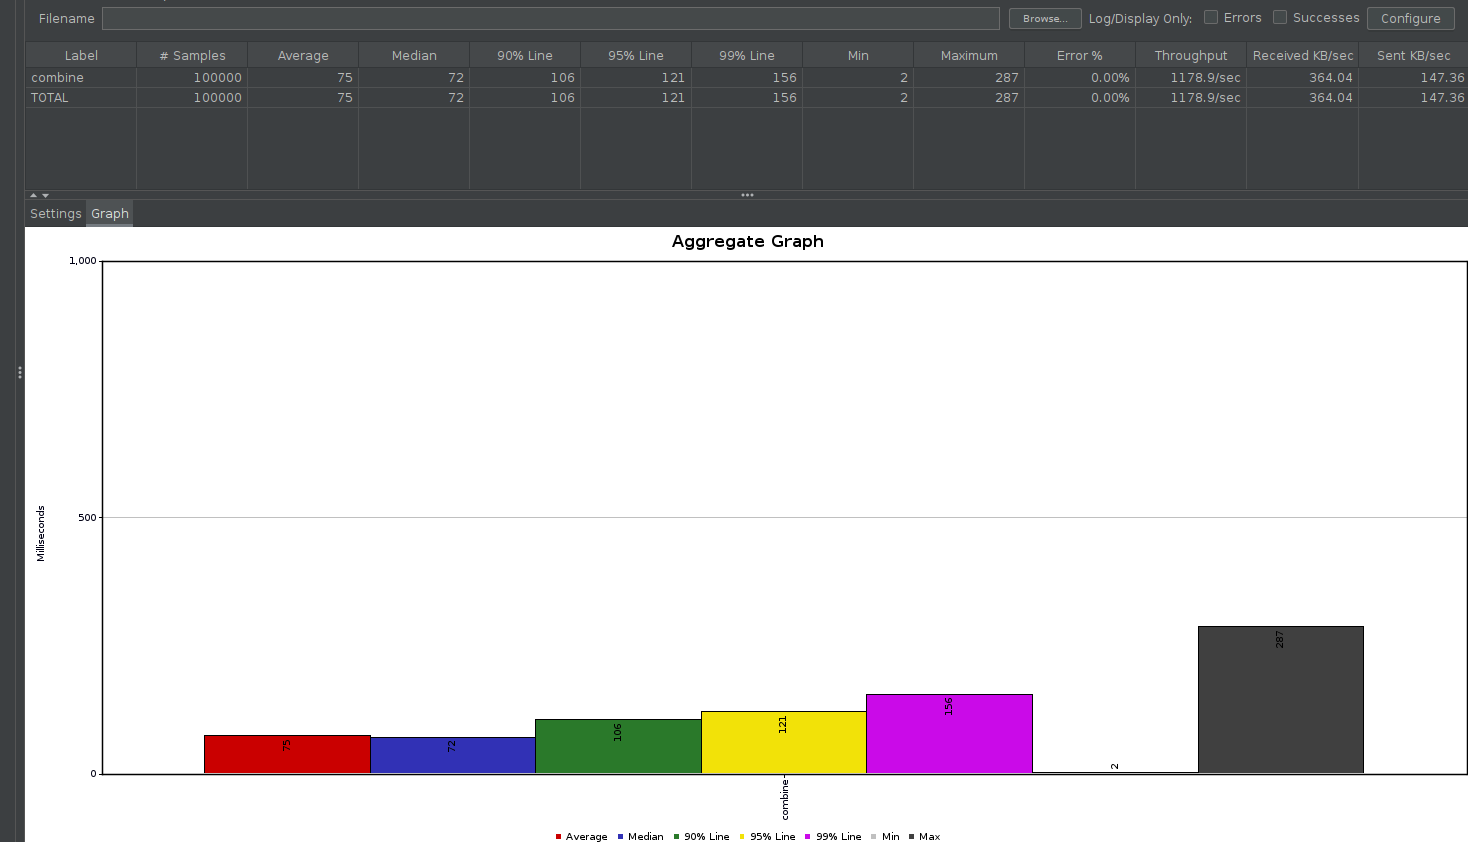 Filename Browse... Log/Display Only: Errors Successes Configure
Label # Samples Average Median 90% Line 95% Line 99% Line Min Maximum Error % Throughput Received KB/sec Sent KB/sec
combine 100000 75 72 106 121 156 2 287 0.00% 1178.9/sec 364.04 147.36
TOTAL 100000 75 72 106 121 156 2 287 0.00% 1178.9/sec 364.04 147.36
Settings Graph
Aggregate Graph
1,000
500
0
Milliseconds
75 72 106 121 156 2 287
combine
Average Median 90% Line 95% Line 99% Line Min Max